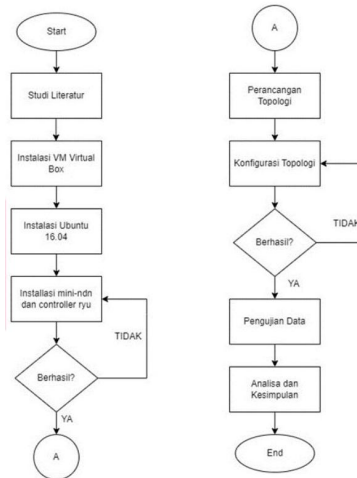 Start
Studi Literatur
Instalasi VM Virtual
Box
Instalasi Ubuntu
16.04
Installasi mini-ndn
dan controller ryu
TIDAK
Berhasil?
YA
A
A
Perancangan
Topologi
Konfigurasi Topologi
TIDAK
Berhasil?
YA
Pengujian Data
Analisa dan
Kesimpulan
End